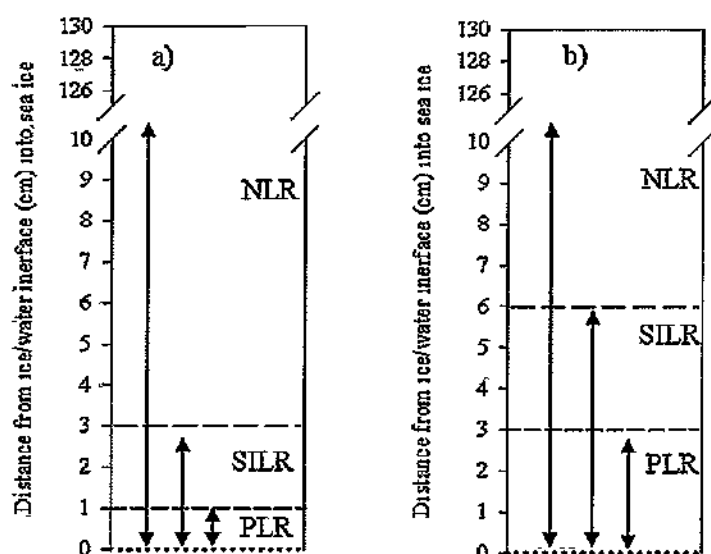 Distance from ice/water inerface (cm) into sea ice
130
128
126
10
9
8
7
6
5
4
3
2
1
0
a)
NLR
SILR
PLR
Distance from ice/water inerface (cm) into sea ice
130
128
126
10
9
8
7
6
5
4
3
2
1
0
b)
NLR
SILR
PLR